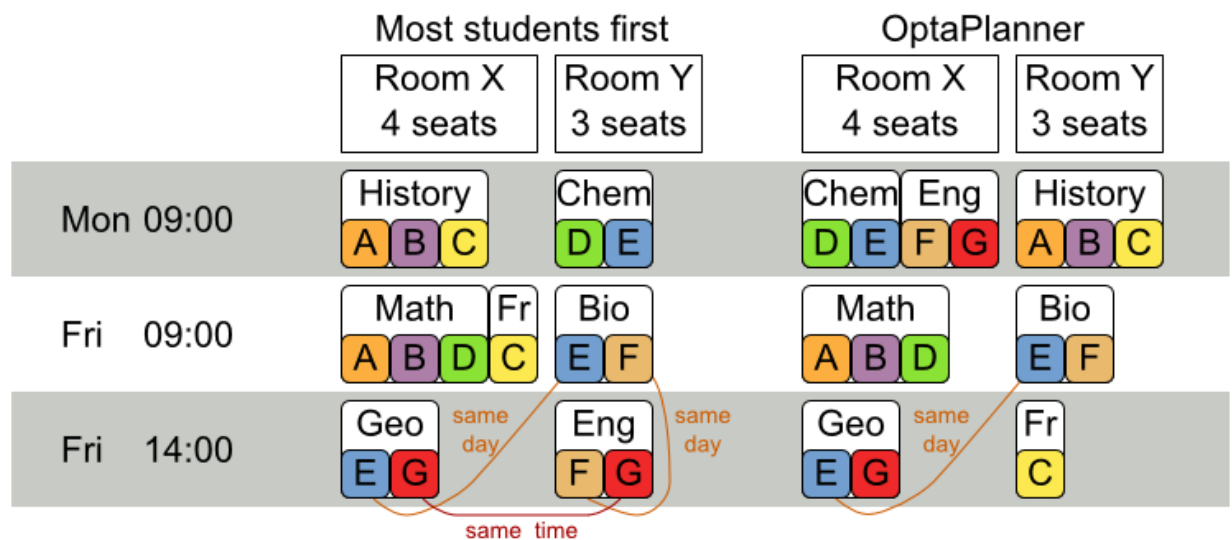 Most students first OptaPlanner
Room X Room Y Room X Room Y
4 seats 3 seats 4 seats 3 seats
Mon 09:00
History Chem Chem Eng History
A B C D E D E F G A B C
Fri 09:00
Math Fr Bio Math Bio
A B D C E F A B D E F
Fri 14:00
Geo same day Eng same day Geo same day Fr
E G F G E G C
same time